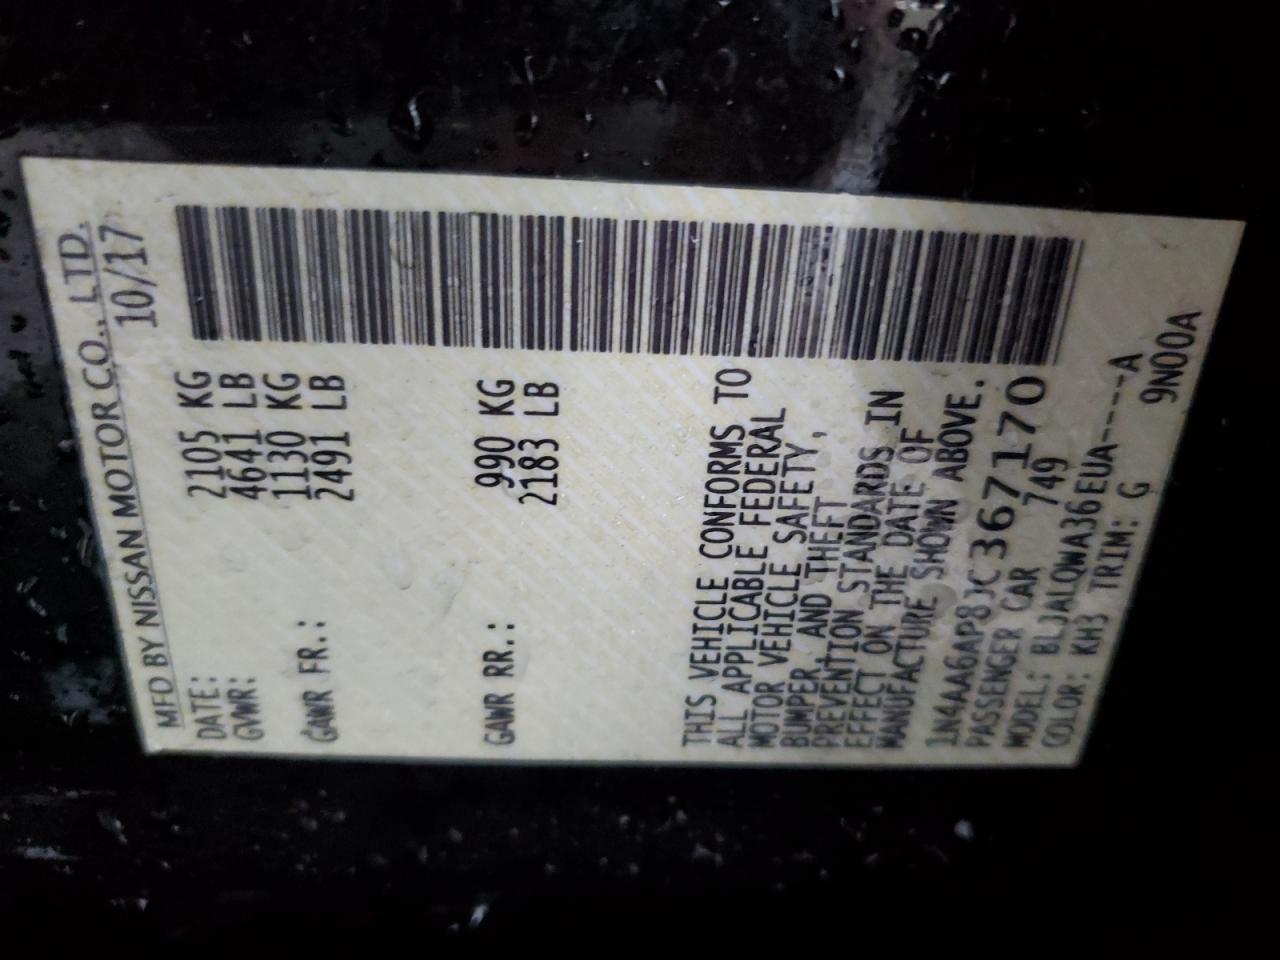 MFD BY NISSAN MOTOR CO., LTD.
DATE: 10/17
GVWR: 2105 KG
4641 LB
GAWR FR.: 1130 KG
2491 LB
GAWR RR.: 990 KG
2183 LB
THIS VEHICLE CONFORMS TO
ALL APPLICABLE FEDERAL
MOTOR VEHICLE SAFETY,
BUMPER, AND THEFT
PREVENTION STANDARDS IN
EFFECT ON THE DATE OF
MANUFACTURE SHOWN ABOVE.
1N4AA6AP8JC367170
PASSENGER CAR 749
MODEL: BLJALQWA36EUA----A
COLOR: KH3 TRIM: G 9N00A